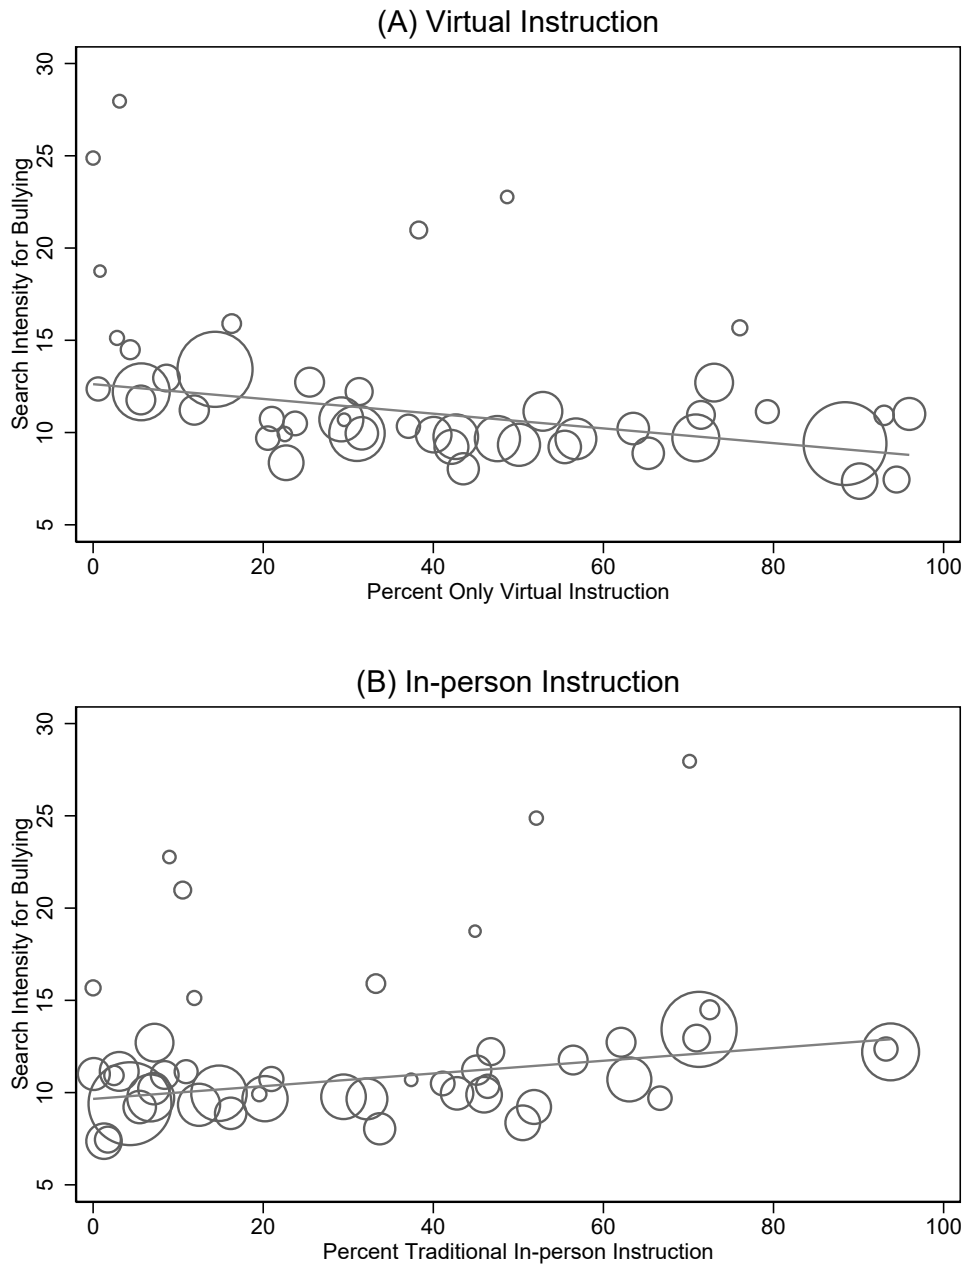 (A) Virtual Instruction
Search Intensity for Bullying
30
25
20
15
10
5
0 20 40 60 80 100
Percent Only Virtual Instruction
(B) In-person Instruction
Search Intensity for Bullying
30
25
20
15
10
5
0 20 40 60 80 100
Percent Traditional In-person Instruction